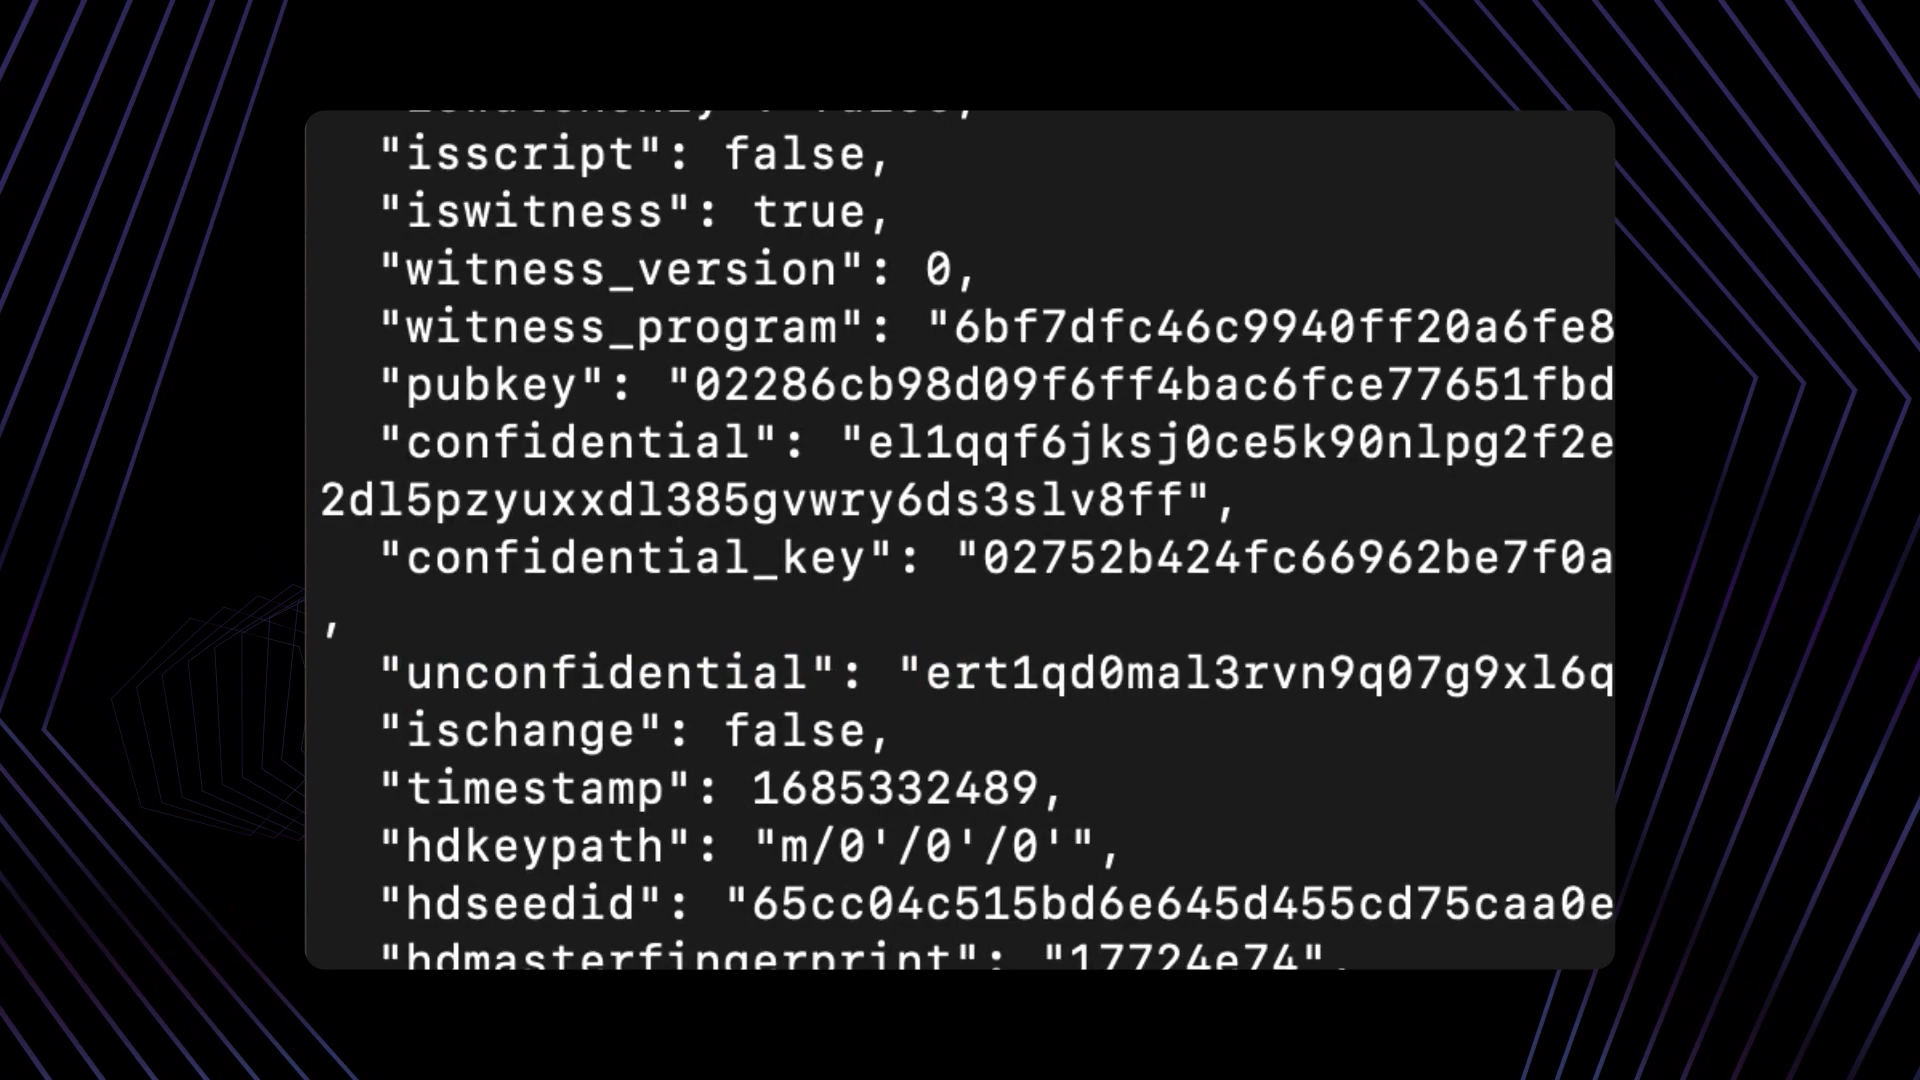 "isscript": false,
"iswitness": true,
"witness_version": 0,
"witness_program": "6bf7dfc46c9940ff20a6fe8
"pubkey": "02286cb98d09f6ff4bac6fce77651fbd
"confidential": "el1qqf6jksj0ce5k90nlpg2f2e
2dl5pzyuxxdl385gvwry6ds3slv8ff",
"confidential_key": "02752b424fc66962be7f0a
,
"unconfidential": "ert1qd0mal3rvn9q07g9xl6q
"ischange": false,
"timestamp": 1685332489,
"hdkeypath": "m/0'/0'/0'",
"hdseedid": "65cc04c515bd6e645d455cd75caa0e
"hdmasterfingerprint": "17724e74",